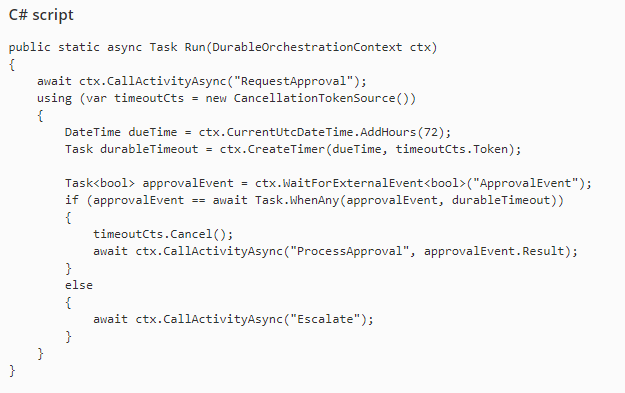 C# script
public static async Task Run(DurableOrchestrationContext ctx)
{
    await ctx.CallActivityAsync("RequestApproval");
    using (var timeoutCts = new CancellationTokenSource())
    {
        DateTime dueTime = ctx.CurrentUtcDateTime.AddHours(72);
        Task durableTimeout = ctx.CreateTimer(dueTime, timeoutCts.Token);

        Task<bool> approvalEvent = ctx.WaitForExternalEvent<bool>("ApprovalEvent");
        if (approvalEvent == await Task.WhenAny(approvalEvent, durableTimeout))
        {
            timeoutCts.Cancel();
            await ctx.CallActivityAsync("ProcessApproval", approvalEvent.Result);
        }
        else
        {
            await ctx.CallActivityAsync("Escalate");
        }
    }
}